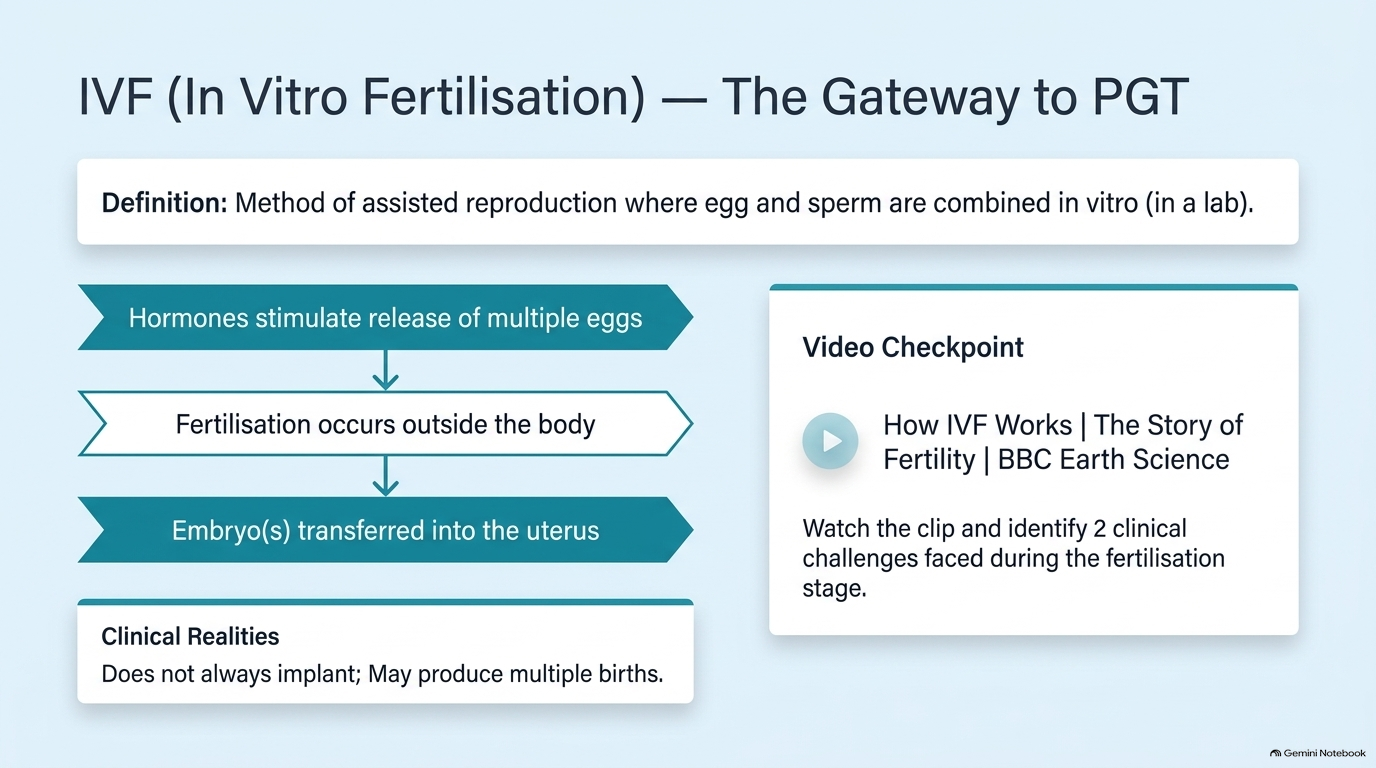 IVF (In Vitro Fertilisation) — The Gateway to PGT
Definition: Method of assisted reproduction where egg and sperm are combined in vitro (in a lab).
Hormones stimulate release of multiple eggs
Fertilisation occurs outside the body
Embryo(s) transferred into the uterus
Clinical Realities
Does not always implant; May produce multiple births.
Video Checkpoint
How IVF Works | The Story of
Fertility | BBC Earth Science
Watch the clip and identify 2 clinical
challenges faced during the fertilisation
stage.
Gemini Notebook